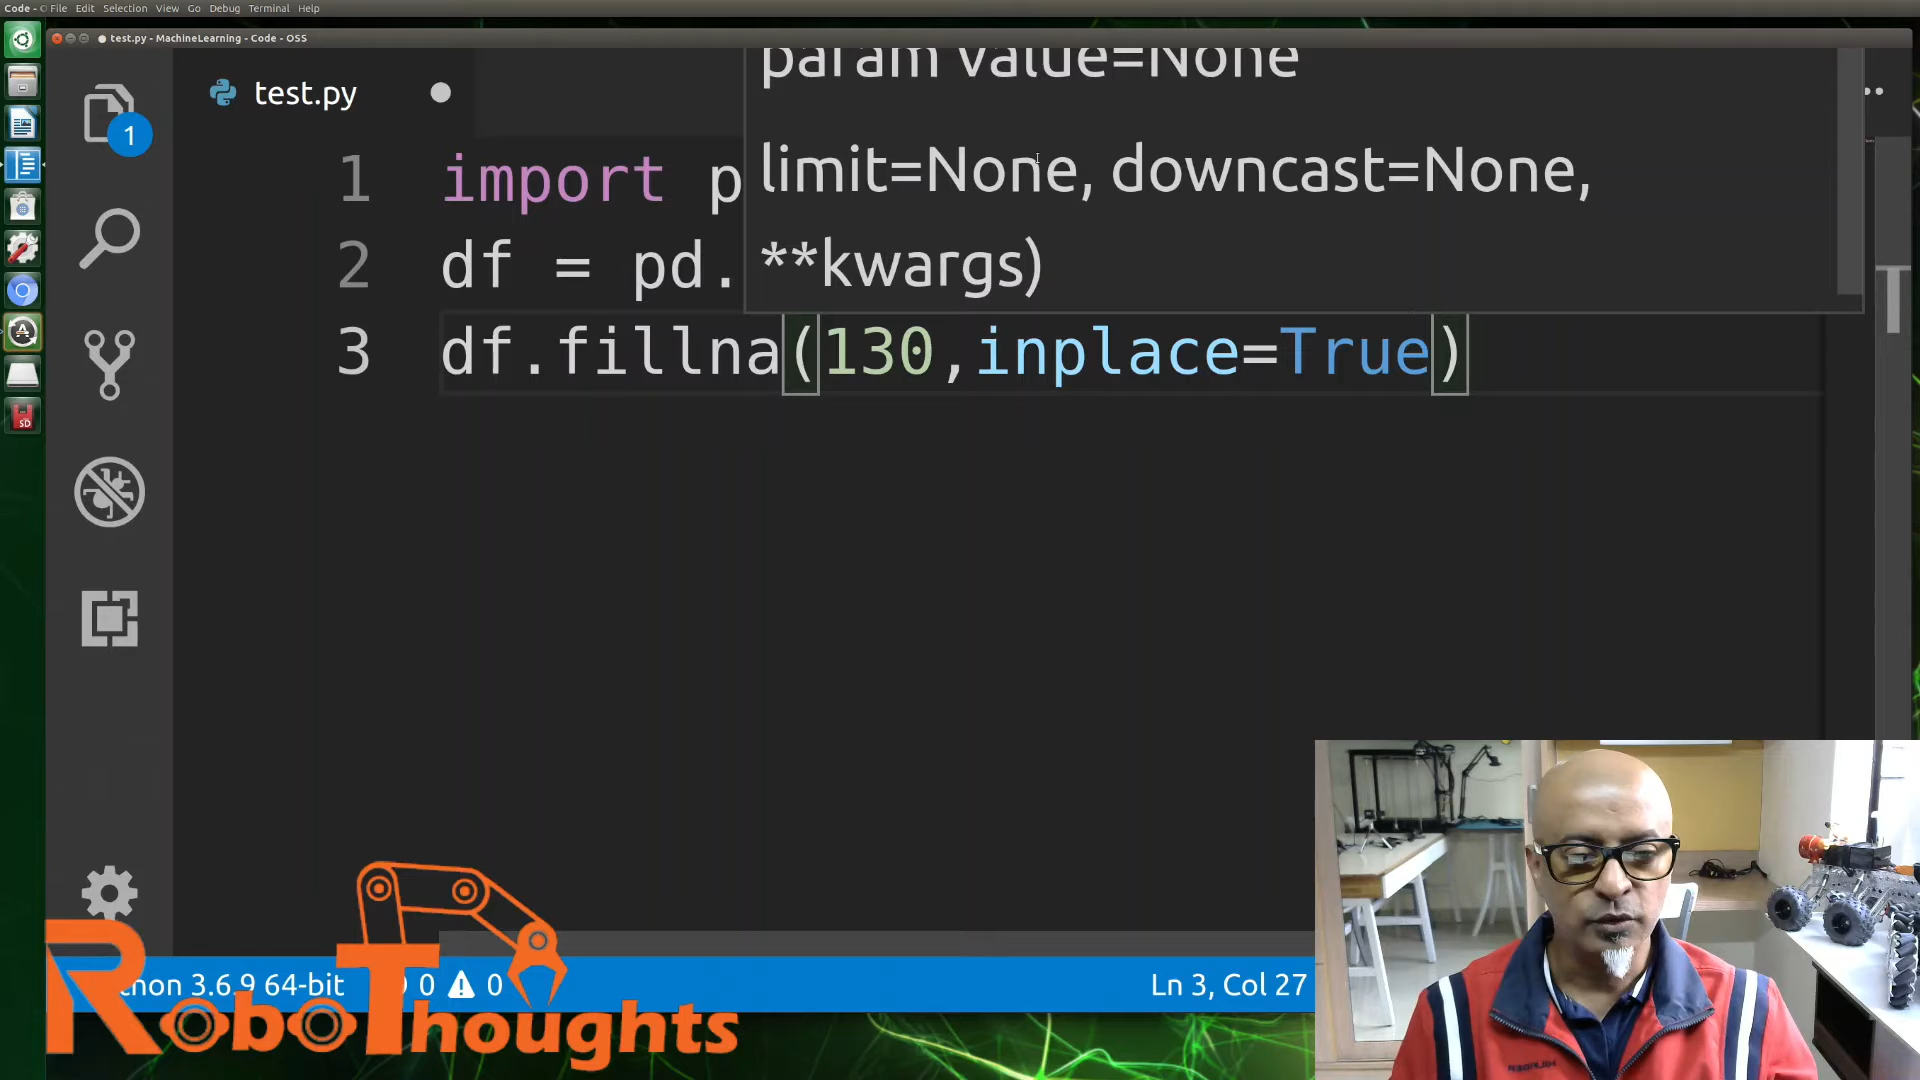 Code - File Edit Selection View Go Debug Terminal Help
test.py - MachineLearning - Code - OSS
test.py
param value=None
limit=None, downcast=None,
**kwargs)
1
1 import p
2 df = pd.
3 df.fillna(130,inplace=True)
SD
3.6.9 64-bit 0 0 Ln 3, Col 27
RoboThoughts